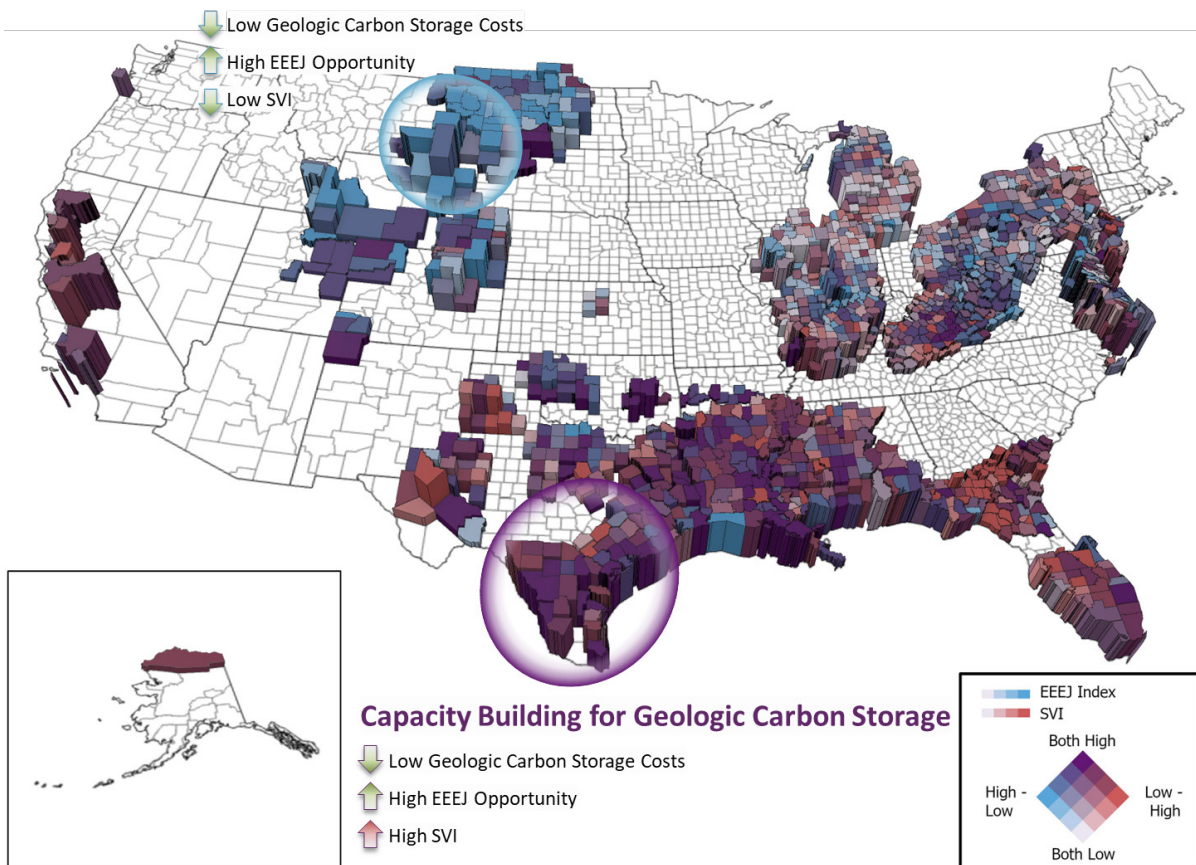 Low Geologic Carbon Storage Costs
High EEEJ Opportunity
Low SVI
Capacity Building for Geologic Carbon Storage
Low Geologic Carbon Storage Costs
High EEEJ Opportunity
High SVI
EEEJ Index
SVI
Both High
High -
Low
Low -
High
Both Low